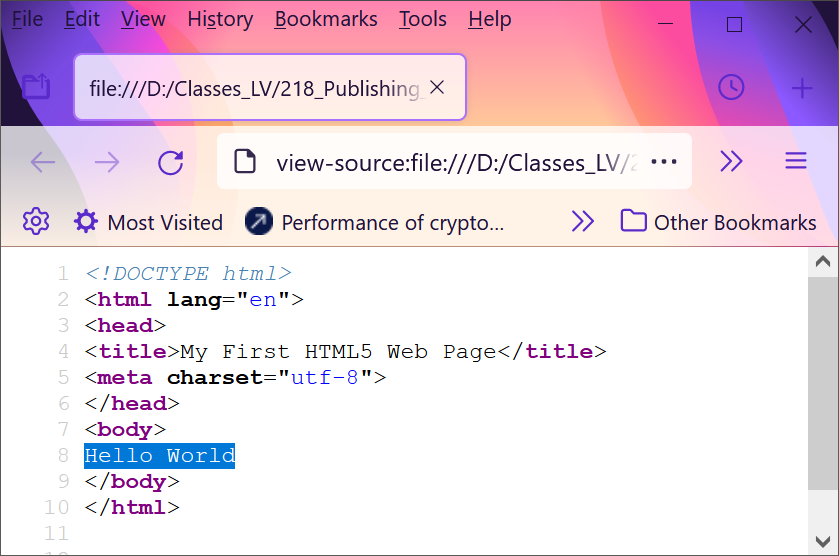 File Edit View History Bookmarks Tools Help
file:///D:/Classes_LV/218_Publishing_
view-source:file:///D:/Classes_LV/2
Most Visited Performance of crypto... Other Bookmarks
1 <!DOCTYPE html>
2 <html lang="en">
3 <head>
4 <title>My First HTML5 Web Page</title>
5 <meta charset="utf-8">
6 </head>
7 <body>
8 Hello World
9 </body>
10 </html>
11